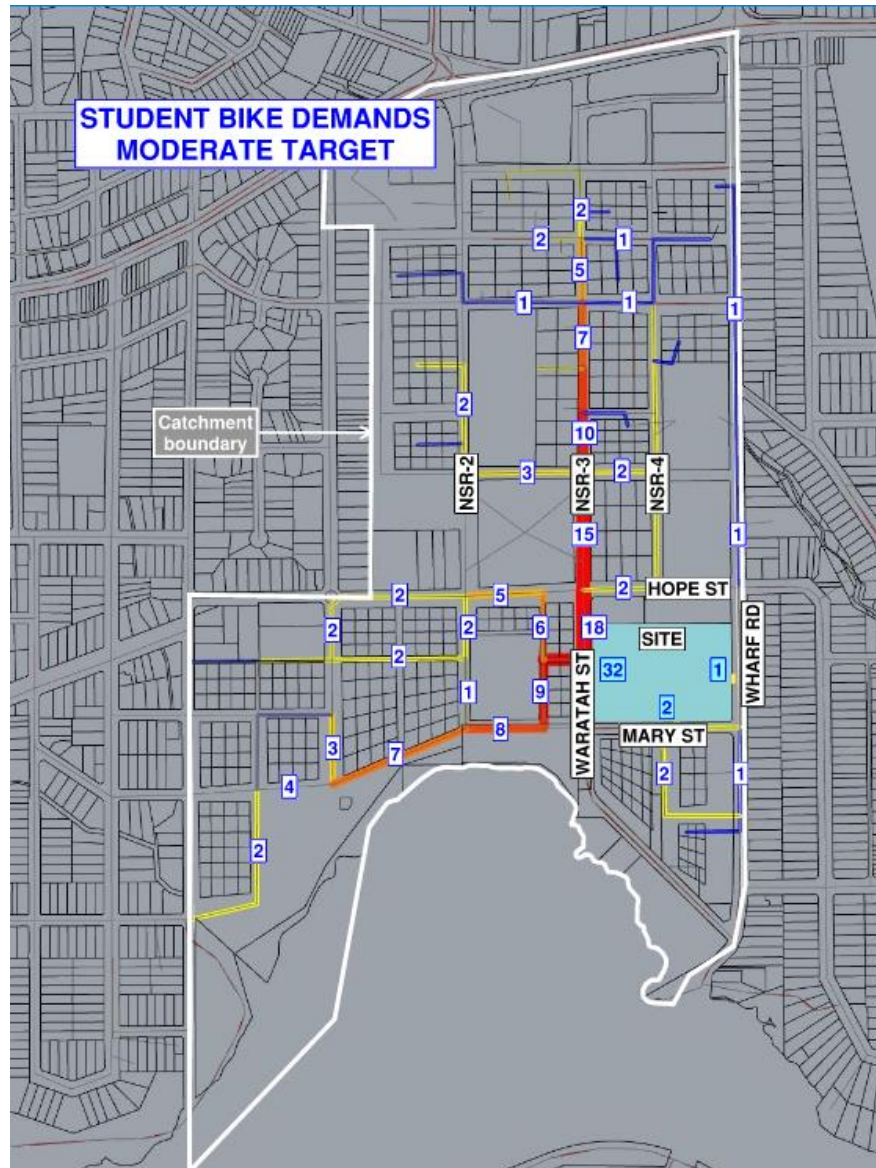 STUDENT BIKE DEMANDS
MODERATE TARGET
2
2
1
5
1
1
1
7
2
Catchment
boundary
10
NSR-2
3
NSR-3
2
NSR-4
15
1
2
5
2
HOPE ST
2
2
6
18
SITE
2
WARATAH ST
32
1
WHARF RD
1
9
2
8
MARY ST
3
7
2
1
4
2